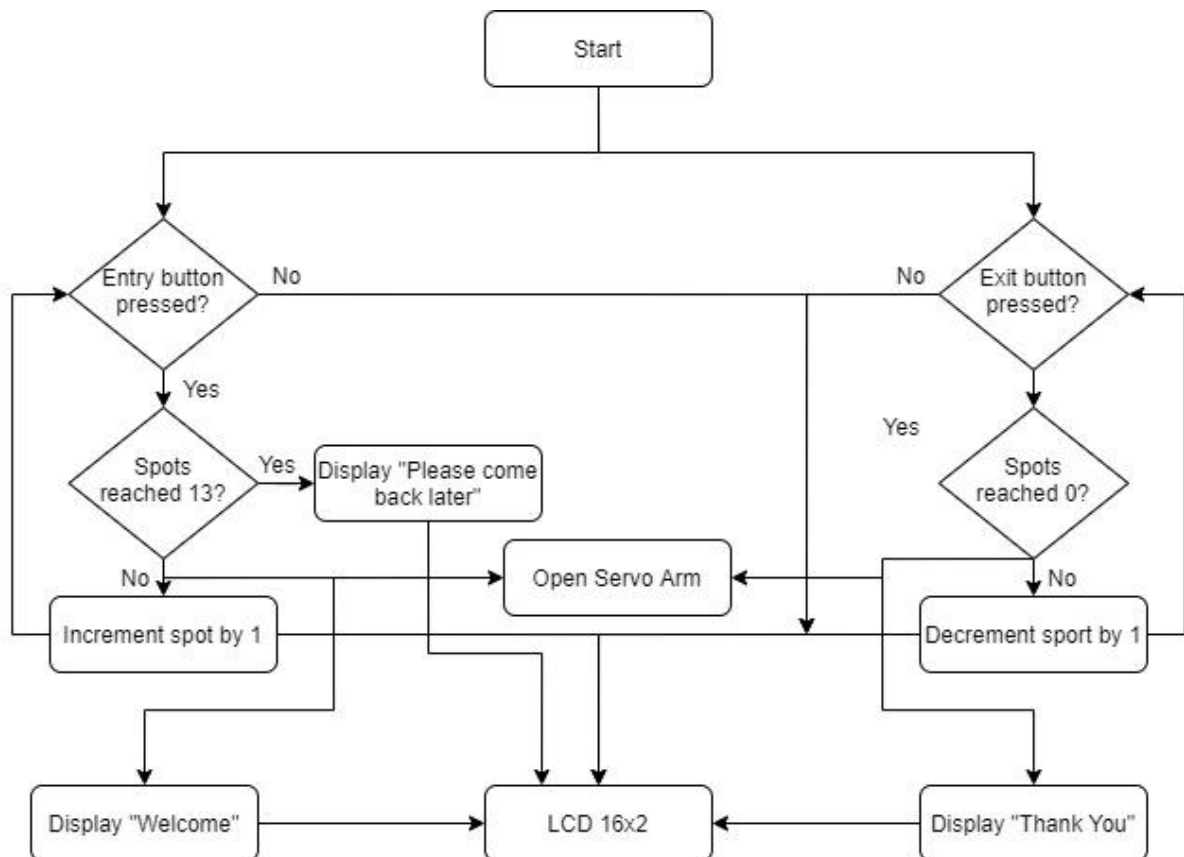 Start
Entry button
pressed?
No
No
Exit button
pressed?
Yes
Yes
Spots
reached 13?
Yes
Display "Please come
back later"
Spots
reached 0?
No
Open Servo Arm
No
Increment spot by 1
Decrement sport by 1
Display "Welcome"
LCD 16x2
Display "Thank You"